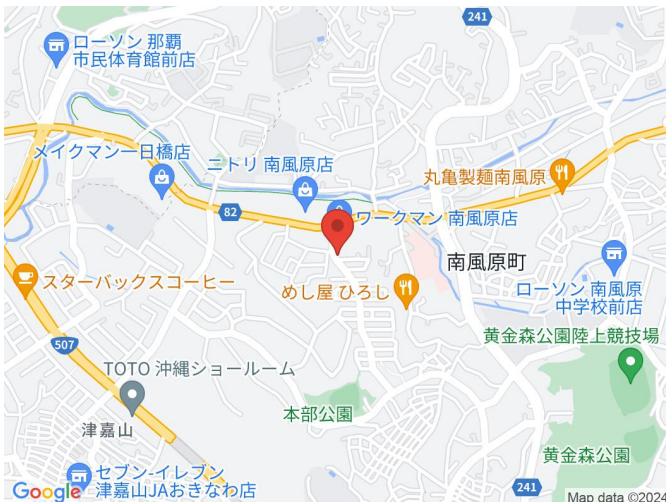 241
ローソン 那覇
市民体育館前店
メイクマン一日橋店
ニトリ 南風原店
丸亀製麺南風原
82
ワークマン 南風原店
南風原町
スターバックスコーヒー
めし屋 ひろし
ローソン 南風原
中学校前店
507
黄金森公園陸上競技場
TOTO 沖縄ショールーム
本部公園
津嘉山
黄金森公園
セブン-イレブン
津嘉山JAおきなわ店
Google
241
Map data ©2024